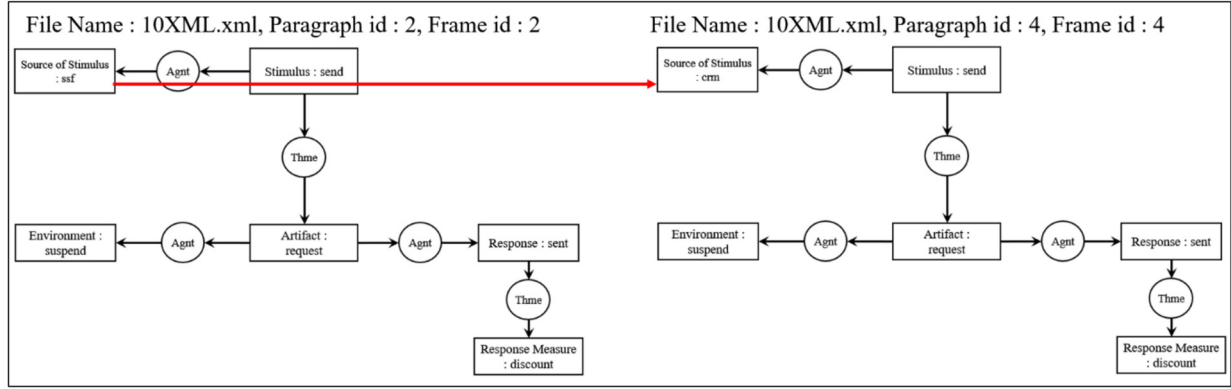 File Name : 10XML.xml, Paragraph id : 2, Frame id : 2
Source of Stimulus
: ssf
Agnt
Stimulus : send
Thme
Environment :
suspend
Agnt
Artifact :
request
Agnt
Response : sent
Thme
Response Measure
: discount
File Name : 10XML.xml, Paragraph id : 4, Frame id : 4
Source of Stimulus
: crm
Agnt
Stimulus : send
Thme
Environment :
suspend
Agnt
Artifact :
request
Agnt
Response : sent
Thme
Response Measure
: discount